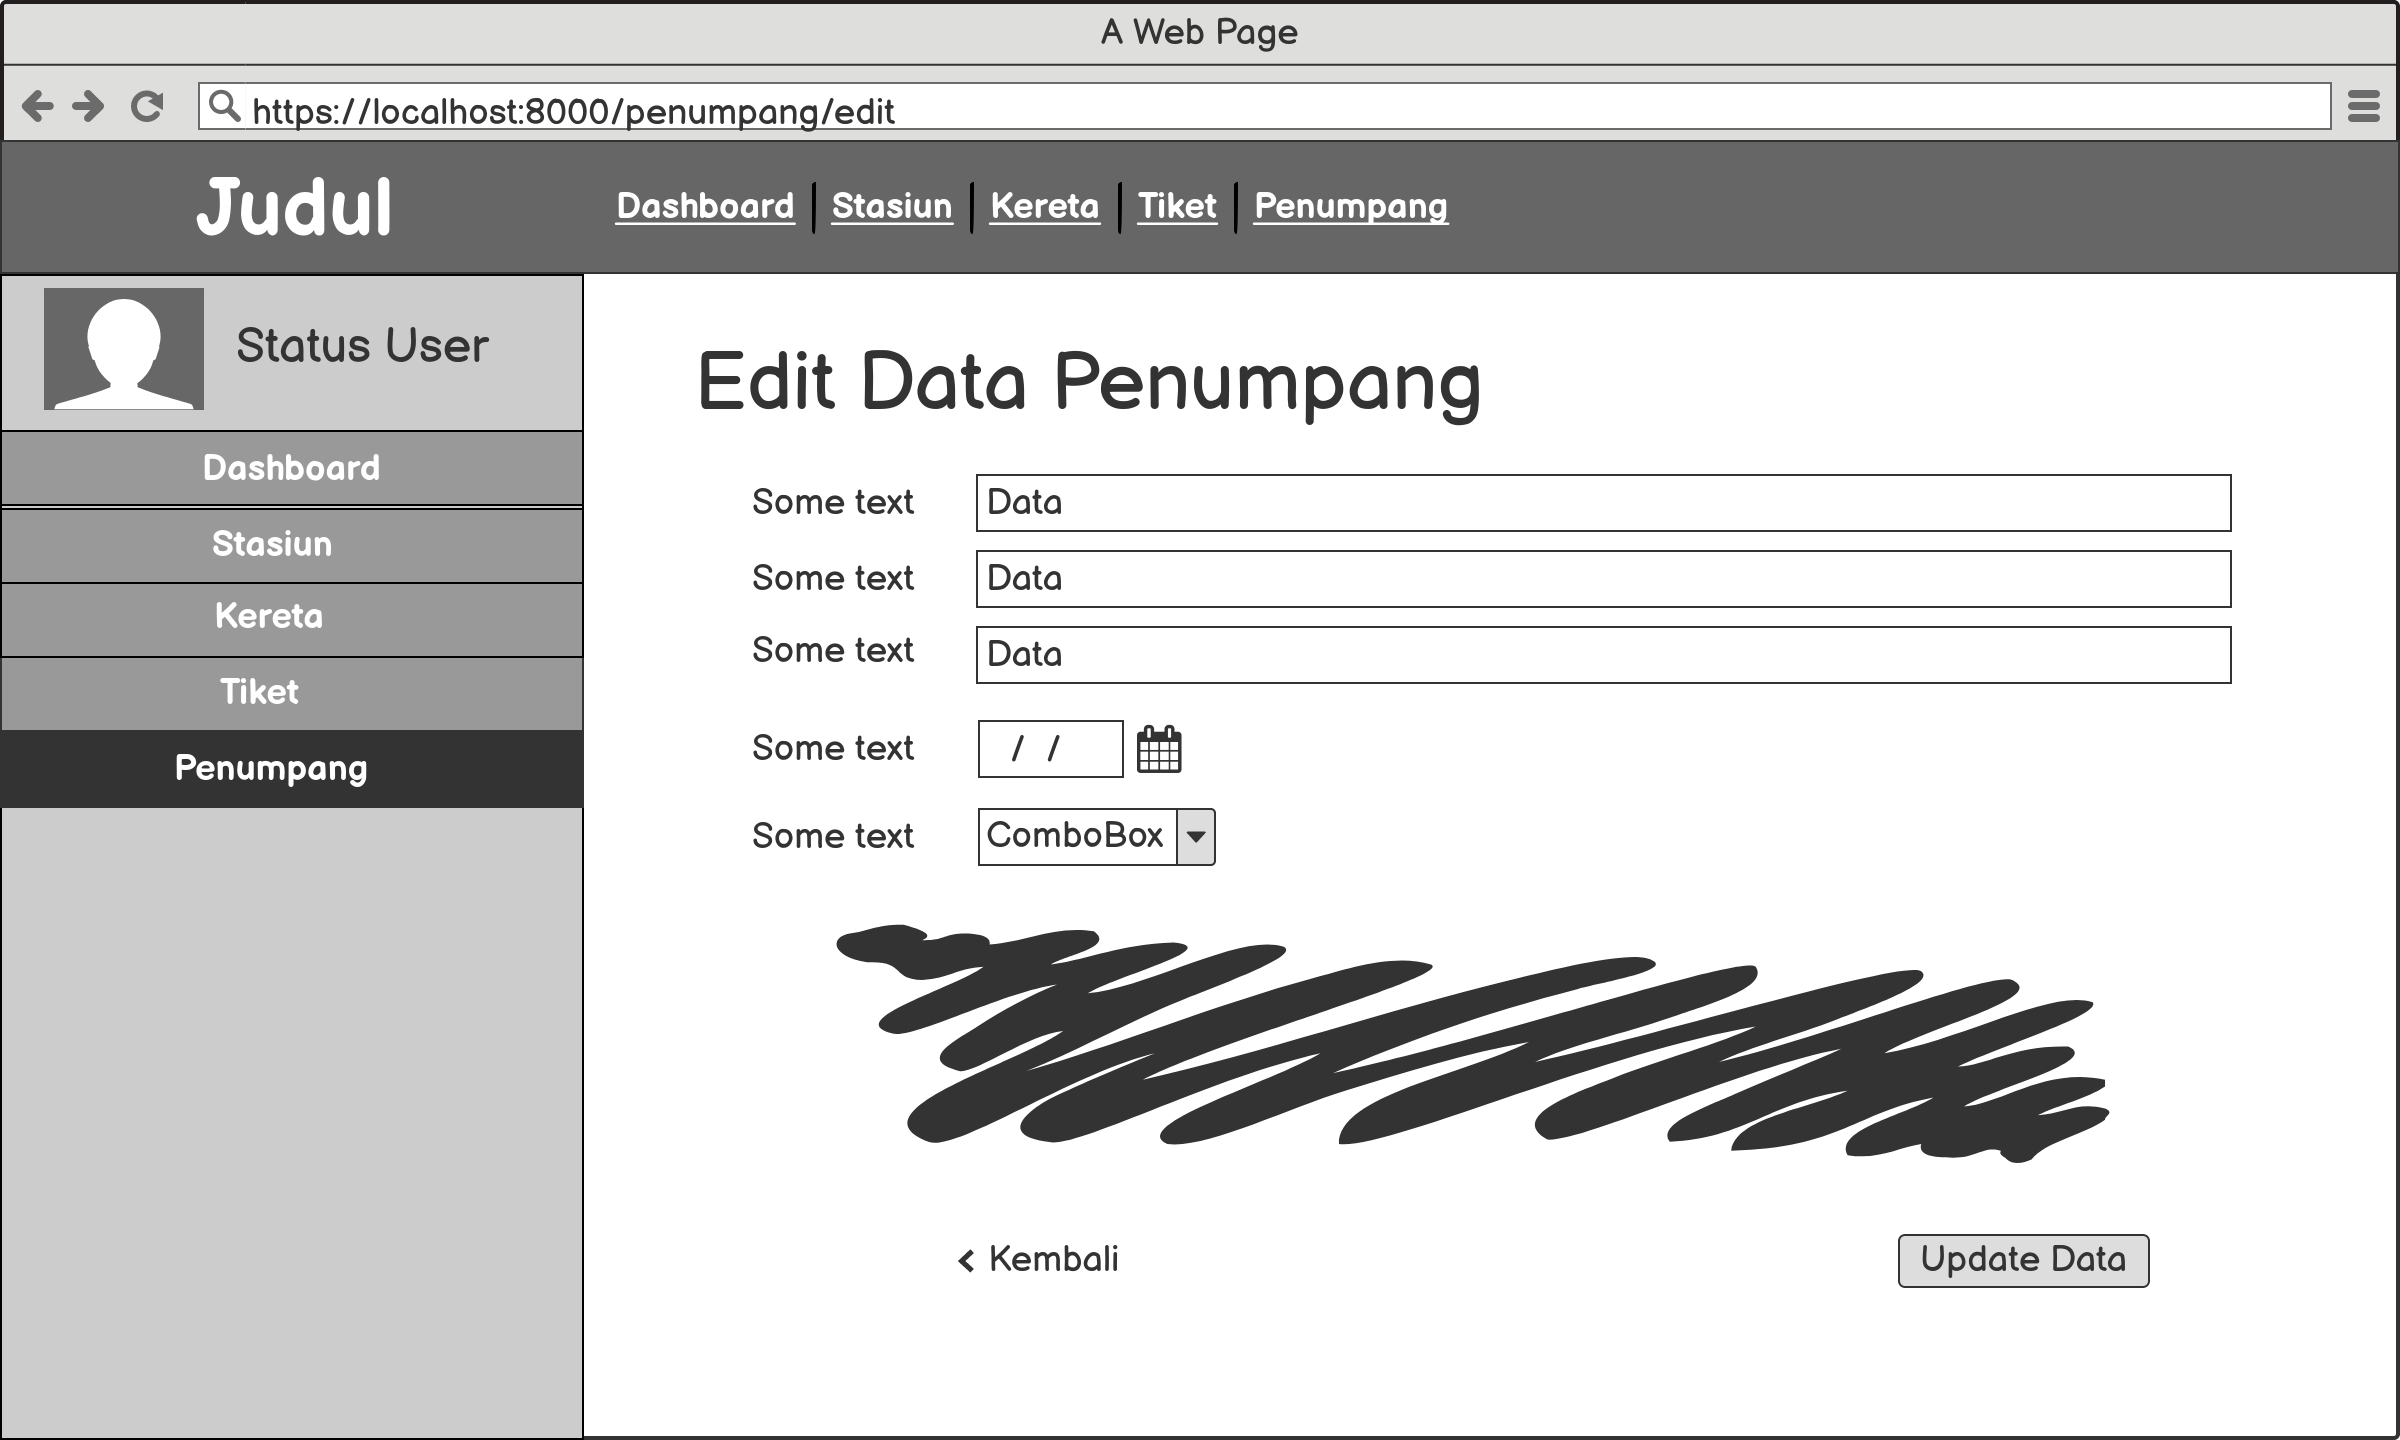 A Web Page
https://localhost:8000/penumpang/edit
Judul
Dashboard Stasiun Kereta Tiket Penumpang
Status User
Dashboard
Stasiun
Kereta
Tiket
Penumpang
Edit Data Penumpang
Some text Data
Some text Data
Some text Data
Some text / /
Some text ComboBox
Kembali
Update Data